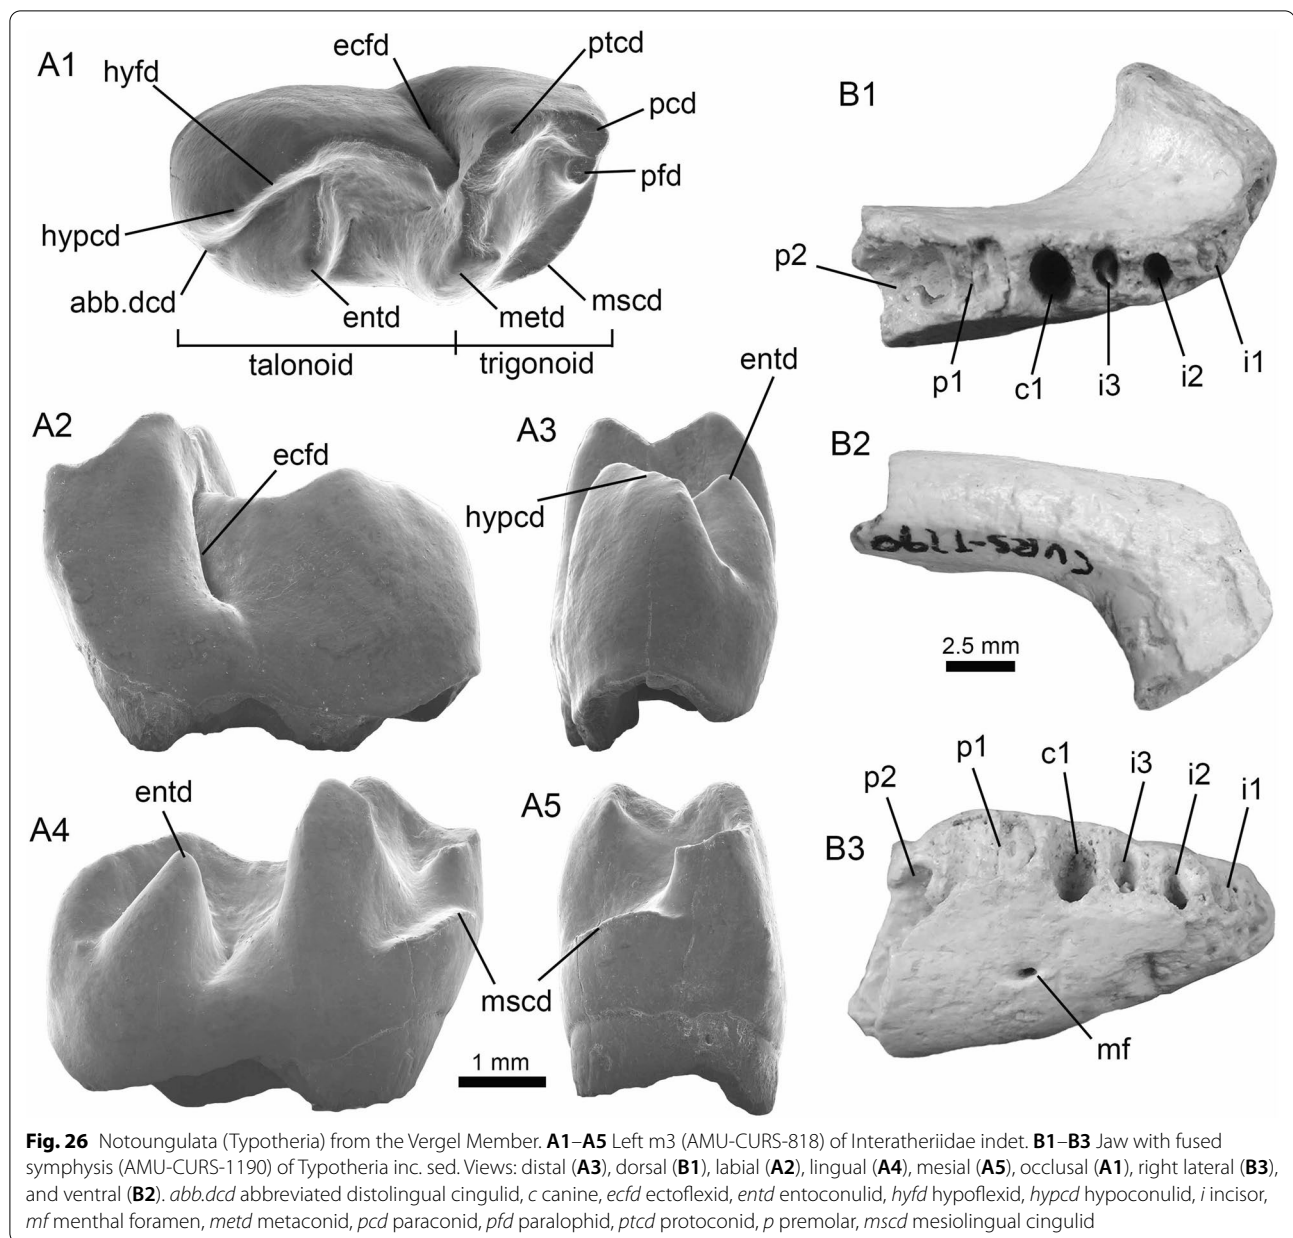 A1
hyfd
ecfd
ptcd
pcd
pfd
hypcd
abb.dcd
entd
metd
mscd
talonoid
trigonoid
B1
p2
p1
c1
i3
i2
i1
A2
ecfd
A3
entd
hypcd
B2
CURS-1190
2.5 mm
A4
entd
mscd
A5
1 mm
B3
p2
p1
c1
i3
i2
i1
mf
Fig. 26 Notoungulata (Typotheria) from the Vergel Member. A1–A5 Left m3 (AMU-CURS-818) of Interatheriidae indet. B1–B3 Jaw with fused
symphysis (AMU-CURS-1190) of Typotheria inc. sed. Views: distal (A3), dorsal (B1), labial (A2), lingual (A4), mesial (A5), occlusal (A1), right lateral (B3),
and ventral (B2). abb.dcd abbreviated distolingual cingulid, c canine, ecfd ectoflexid, entd entoconulid, hyfd hypoflexid, hypcd hypoconulid, i incisor,
mf menthal foramen, metd metaconid, pcd paraconid, pfd paralophid, ptcd protoconid, p premolar, mscd mesiolingual cingulid